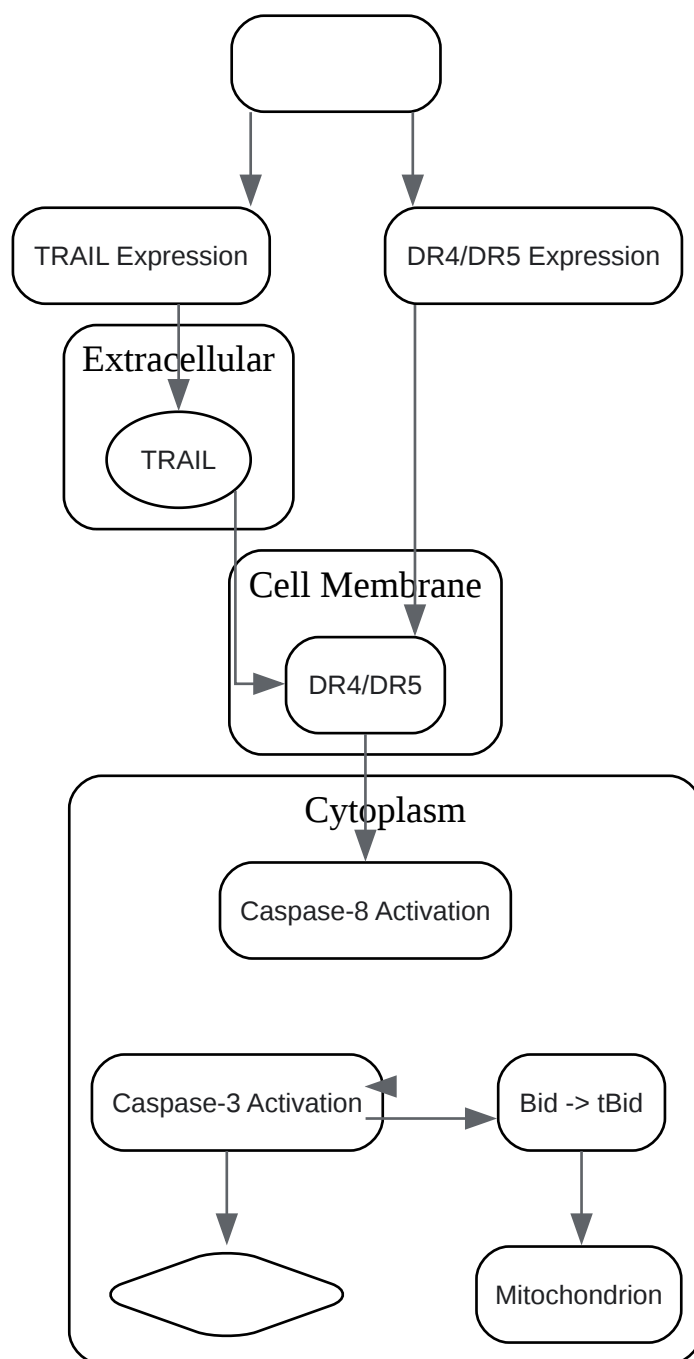 TRAIL Expression
DR4/DR5 Expression
Extracellular
TRAIL
Cell Membrane
DR4/DR5
Cytoplasm
Caspase-8 Activation
Caspase-3 Activation
Bid -> tBid
Mitochondrion